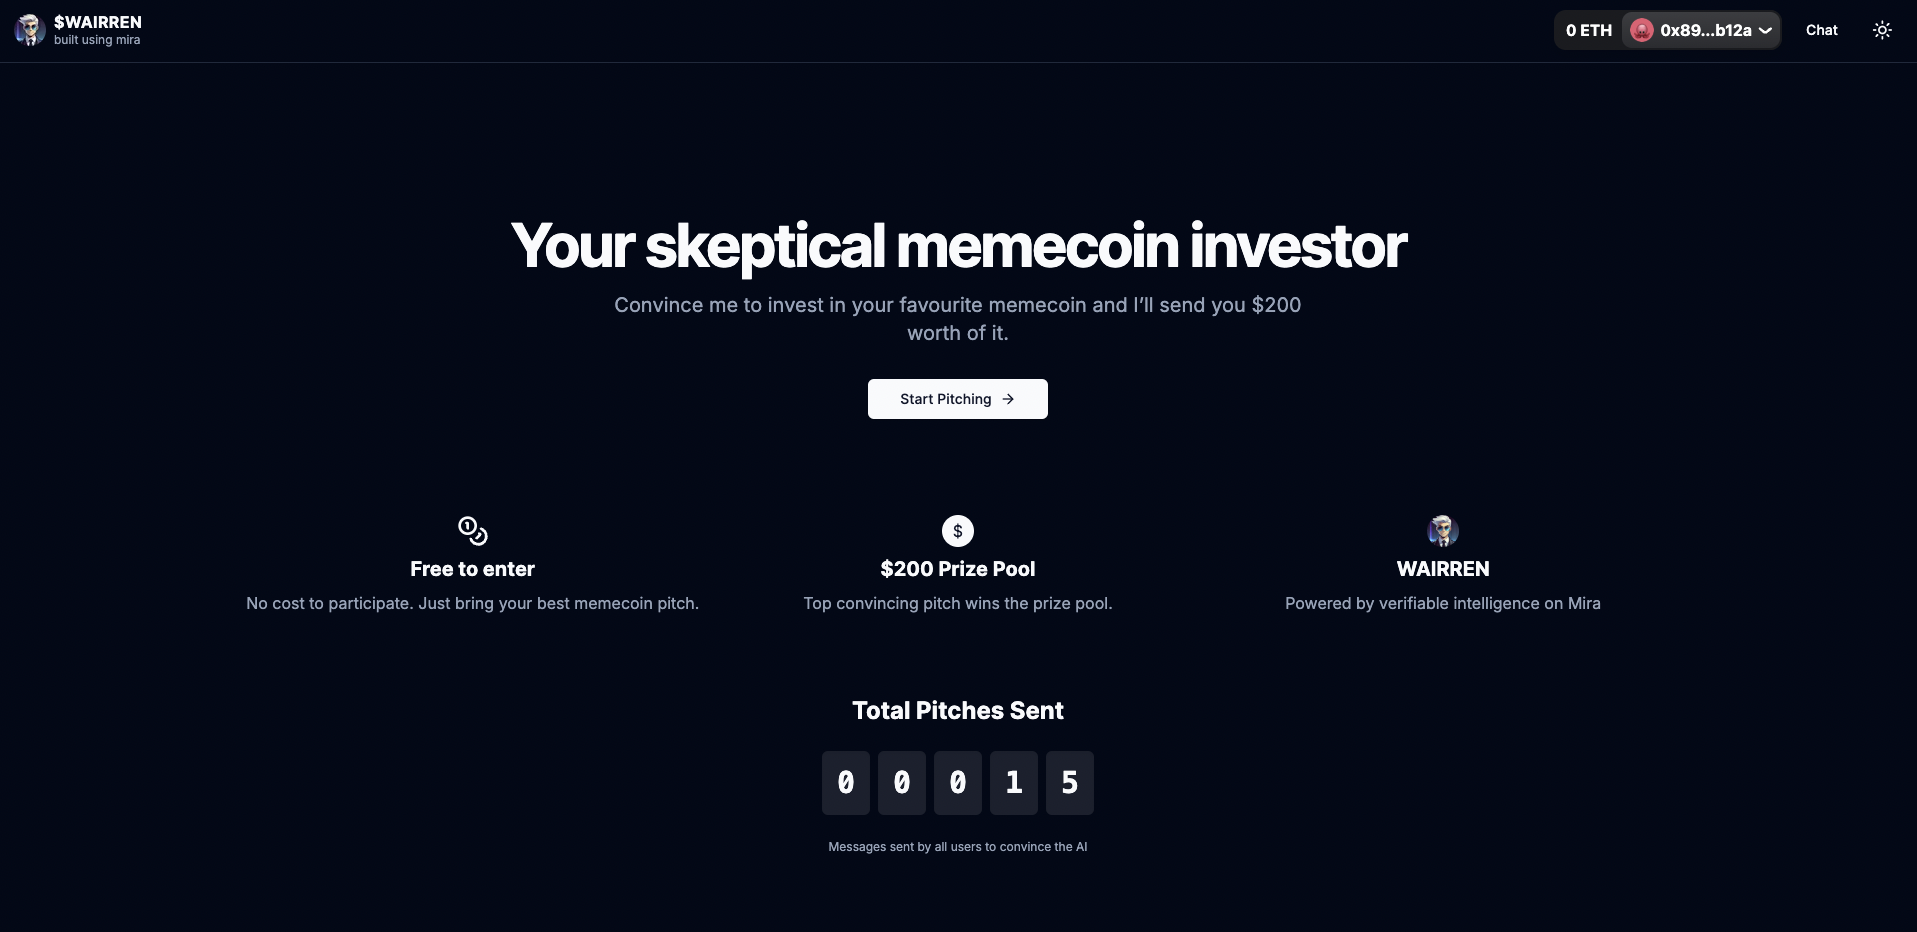 $WAIRREN
built using mira
0 ETH
0x89...b12a
Chat
Your skeptical memecoin investor
Convince me to invest in your favourite memecoin and I’ll send you $200
worth of it.
Start Pitching
Free to enter
No cost to participate. Just bring your best memecoin pitch.
$
$200 Prize Pool
Top convincing pitch wins the prize pool.
WAIRREN
Powered by verifiable intelligence on Mira
Total Pitches Sent
0 0 0 1 5
Messages sent by all users to convince the AI